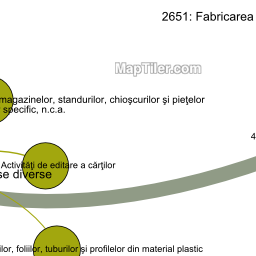 2651: Fabricarea
MapTiler.com
magazinelor, standurilor, chioşcurilor şi pieţelor
specific, n.c.a.
4
Activităţi de editare a cărţilor
se diverse
ilor, foliilor, tuburilor şi profilelor din material plastic